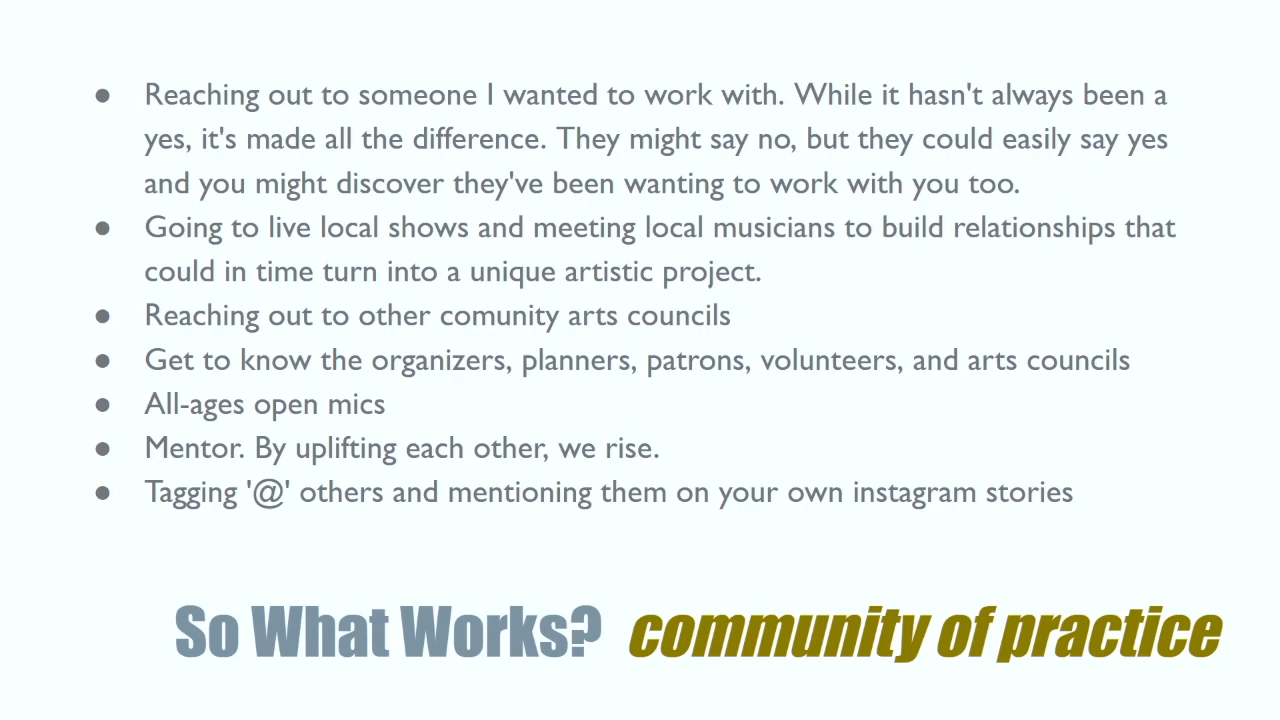 ● Reaching out to someone I wanted to work with. While it hasn't always been a
yes, it's made all the difference. They might say no, but they could easily say yes
and you might discover they've been wanting to work with you too.
● Going to live local shows and meeting local musicians to build relationships that
could in time turn into a unique artistic project.
● Reaching out to other comunity arts councils
● Get to know the organizers, planners, patrons, volunteers, and arts councils
● All-ages open mics
● Mentor. By uplifting each other, we rise.
● Tagging '@' others and mentioning them on your own instagram stories
So What Works? community of practice